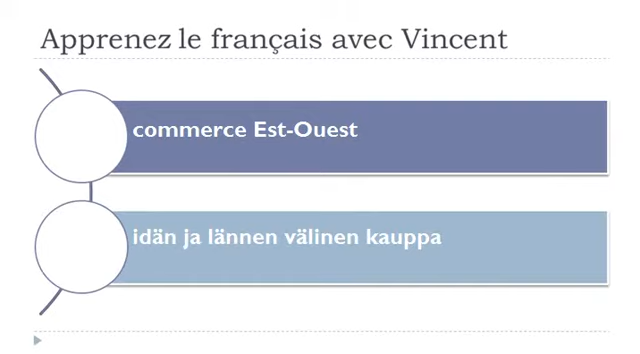 Apprenez le français avec Vincent
commerce Est-Ouest
idän ja lännen välinen kauppa